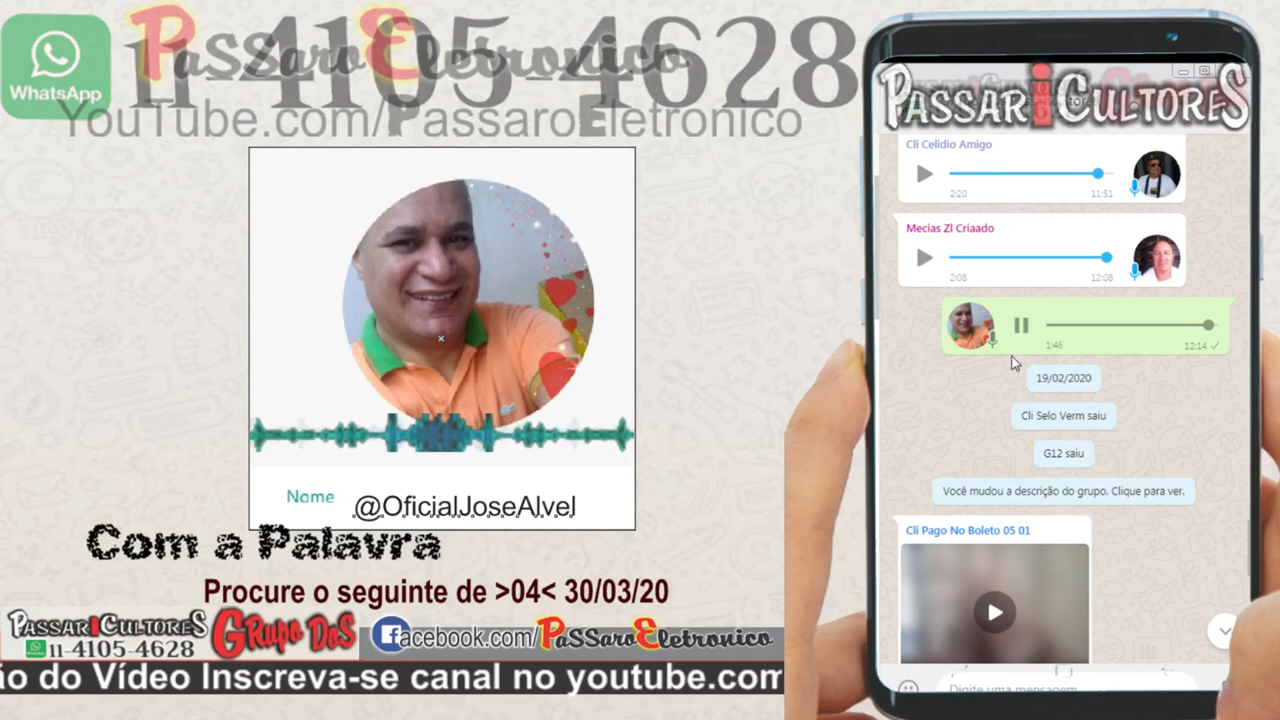 WhatsApp
11-4105-4628
PassaroEletronico
YouTube.com/PassaroEletronico
Nome @OficialJoseAlvel
Com a Palavra
Procure o seguinte de >04< 30/03/20
PASSARiCULTORES
11-4105-4628
GRupo DoS
facebook.com/PaSSaroEletronico
ão do Vídeo Inscreva-se canal no youtube.com
PASSARiCULTORES
Cli Celidio Amigo
2:20 11:51
Mecias Zl Criaado
2:08 12:08
1:46 12:14
19/02/2020
Cli Selo Verm saiu
G12 saiu
Você mudou a descrição do grupo. Clique para ver.
Cli Pago No Boleto 05 01
Digite uma mensagem